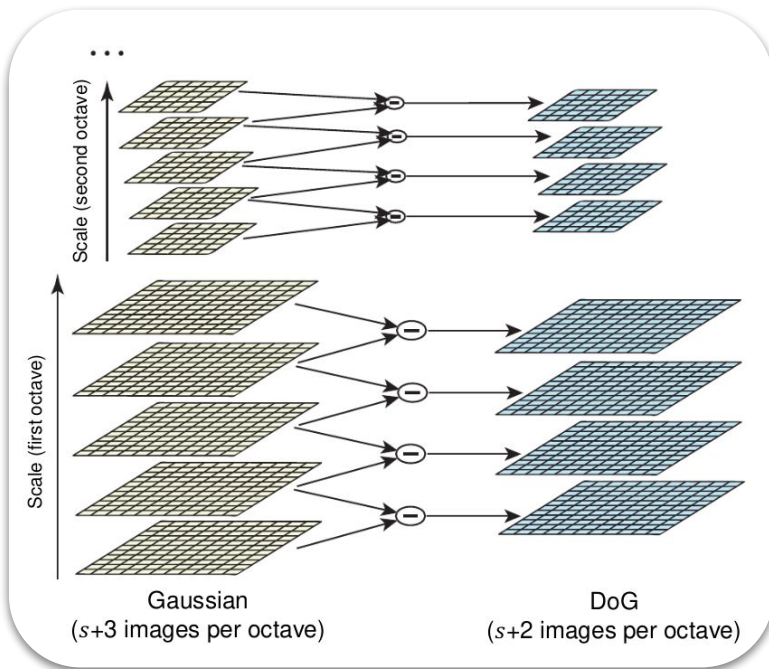 ...
Scale (second octave)
Scale (first octave)
Gaussian
(s+3 images per octave)
DoG
(s+2 images per octave)